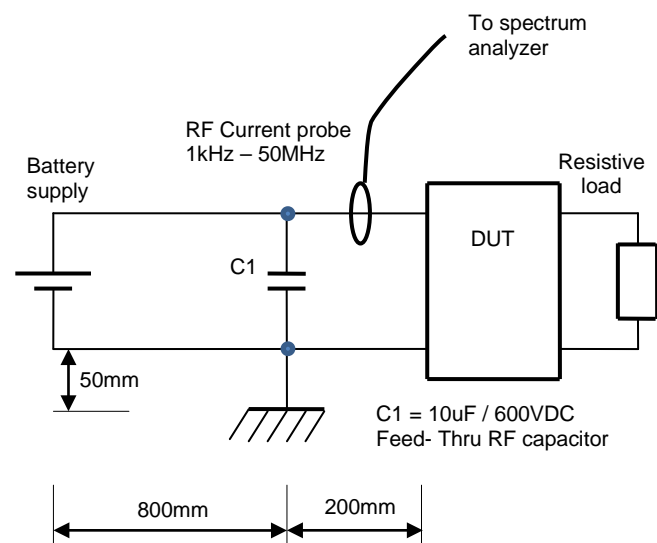 To spectrum
analyzer
RF Current probe
1kHz – 50MHz
Battery
supply
Resistive
load
DUT
C1
50mm
C1 = 10uF / 600VDC
Feed- Thru RF capacitor
800mm
200mm